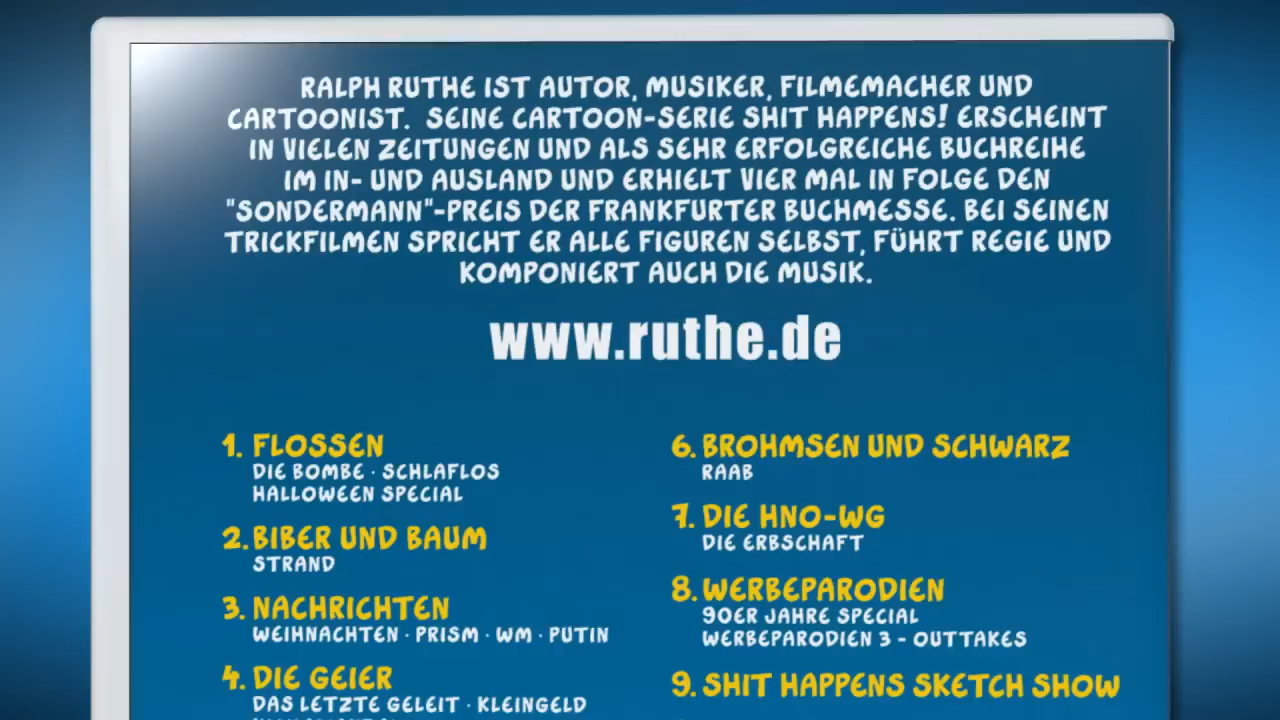 RALPH RUTHE IST AUTOR, MUSIKER, FILMEMACHER UND
CARTOONIST. SEINE CARTOON-SERIE SHIT HAPPENS! ERSCHEINT
IN VIELEN ZEITUNGEN UND ALS SEHR ERFOLGREICHE BUCHREIHE
IM IN- UND AUSLAND UND ERHIELT VIER MAL IN FOLGE DEN
"SONDERMANN"-PREIS DER FRANKFURTER BUCHMESSE. BEI SEINEN
TRICKFILMEN SPRICHT ER ALLE FIGUREN SELBST, FÜHRT REGIE UND
KOMPONIERT AUCH DIE MUSIK.
www.ruthe.de
1. FLOSSEN
DIE BOMBE · SCHLAFLOS
HALLOWEEN SPECIAL
2. BIBER UND BAUM
STRAND
3. NACHRICHTEN
WEIHNACHTEN · PRISM · WM · PUTIN
4. DIE GEIER
DAS LETZTE GELEIT · KLEINGELD
6. BROHMSEN UND SCHWARZ
RAAB
7. DIE HNO-WG
DIE ERBSCHAFT
8. WERBEPARODIEN
90ER JAHRE SPECIAL
WERBEPARODIEN 3 - OUTTAKES
9. SHIT HAPPENS SKETCH SHOW